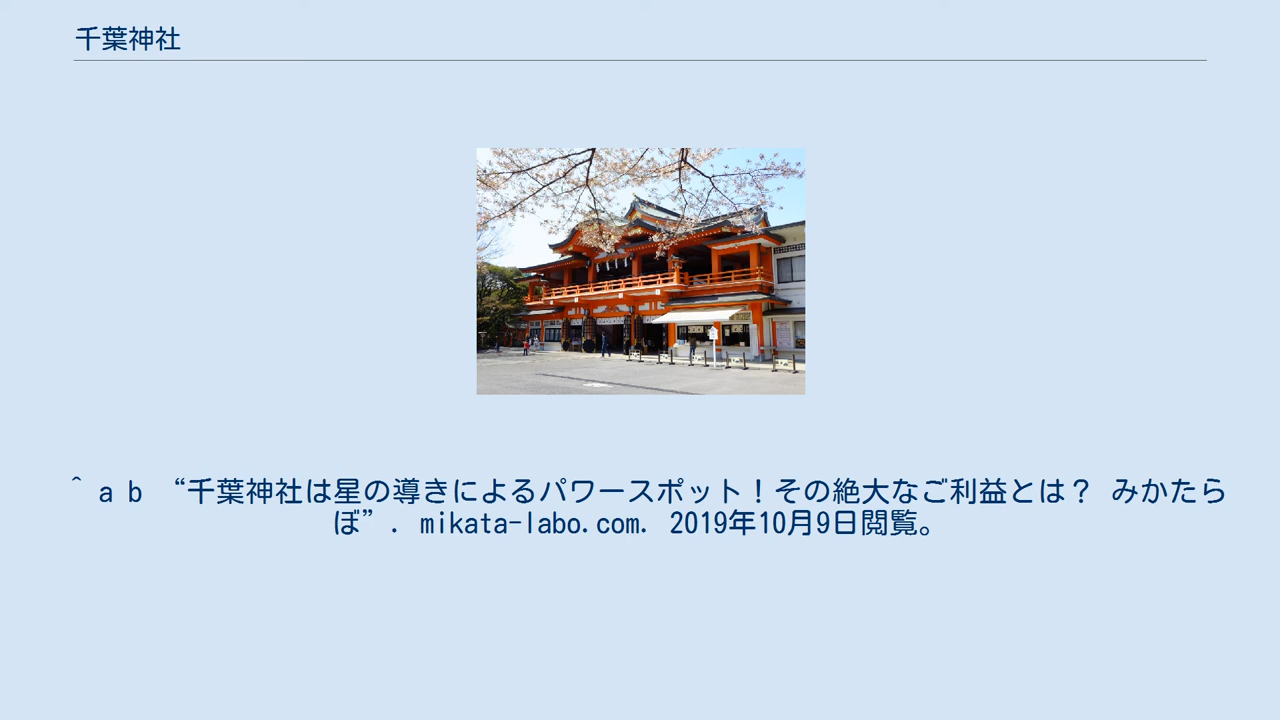 千葉神社
^ a b “千葉神社は星の導きによるパワースポット！その絶大なご利益とは？ みかたら
ぼ”. mikata-labo.com. 2019年10月9日閲覧。